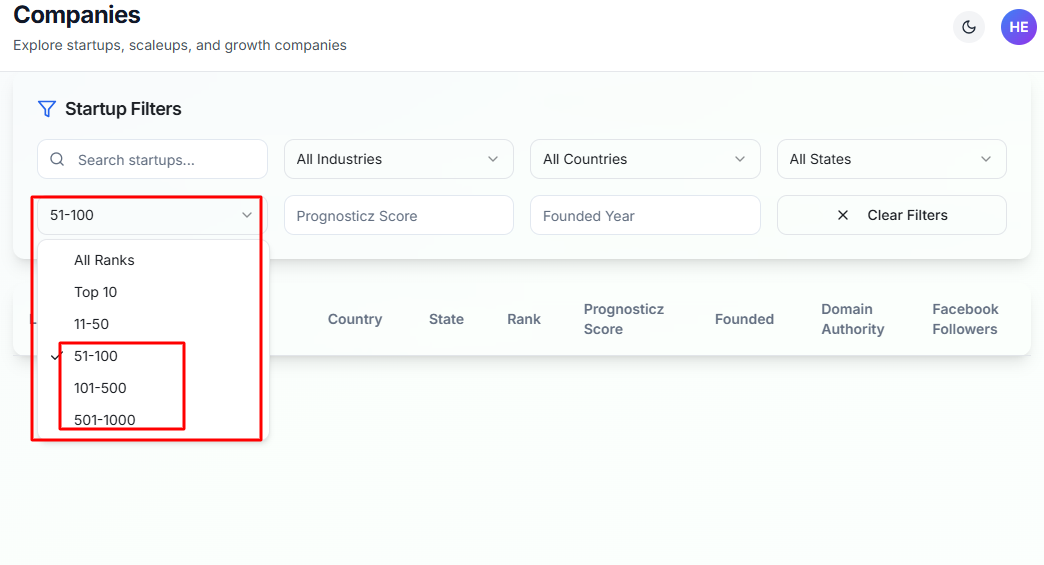 Companies
Explore startups, scaleups, and growth companies
HE
Startup Filters
Search startups...
All Industries
All Countries
All States
51-100
Prognosticz Score
Founded Year
Clear Filters
All Ranks
Top 10
11-50
51-100
101-500
501-1000
Country
State
Rank
Prognosticz
Score
Founded
Domain
Authority
Facebook
Followers